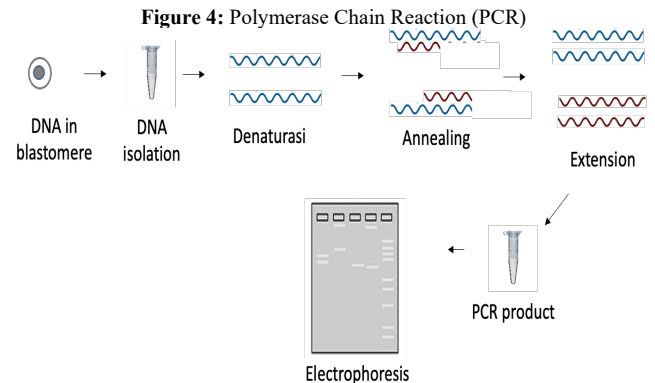 Figure 4: Polymerase Chain Reaction (PCR)
DNA in
blastomere
DNA
isolation
Denaturasi
Annealing
Extension
PCR product
Electrophoresis